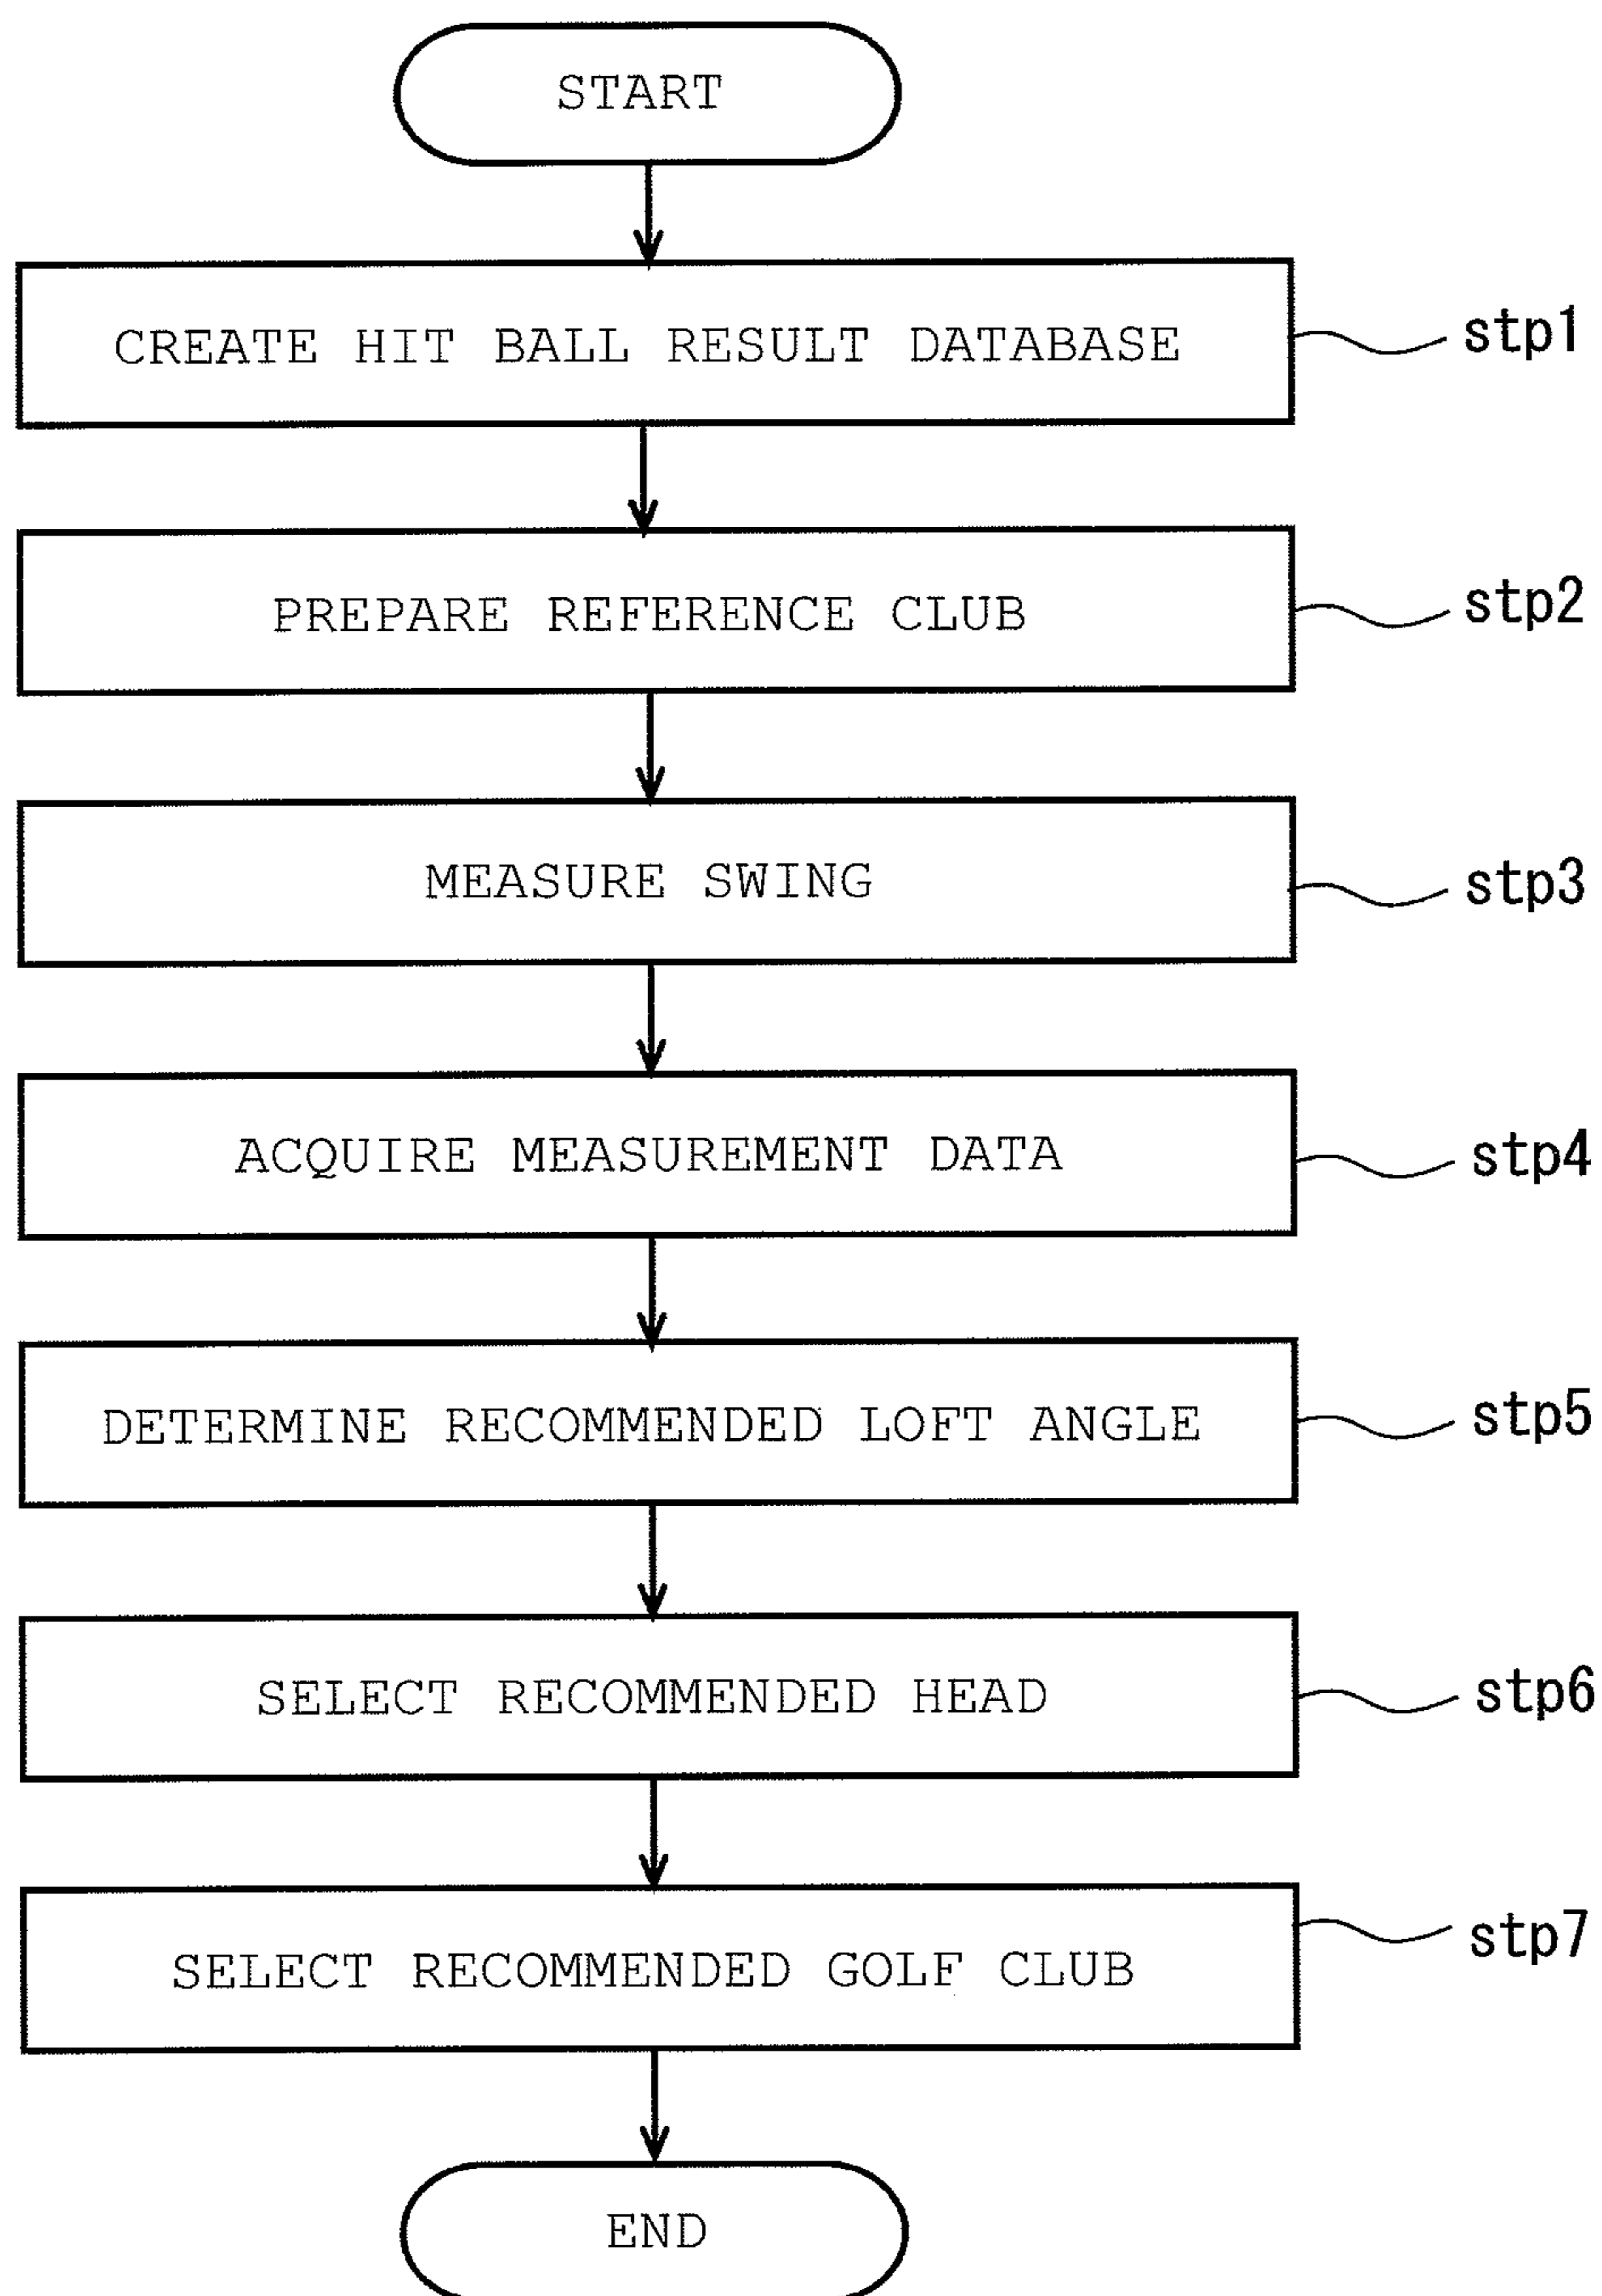 START
CREATE HIT BALL RESULT DATABASE
stp1
PREPARE REFERENCE CLUB
stp2
MEASURE SWING
stp3
ACQUIRE MEASUREMENT DATA
stp4
DETERMINE RECOMMENDED LOFT ANGLE
stp5
SELECT RECOMMENDED HEAD
stp6
SELECT RECOMMENDED GOLF CLUB
stp7
END